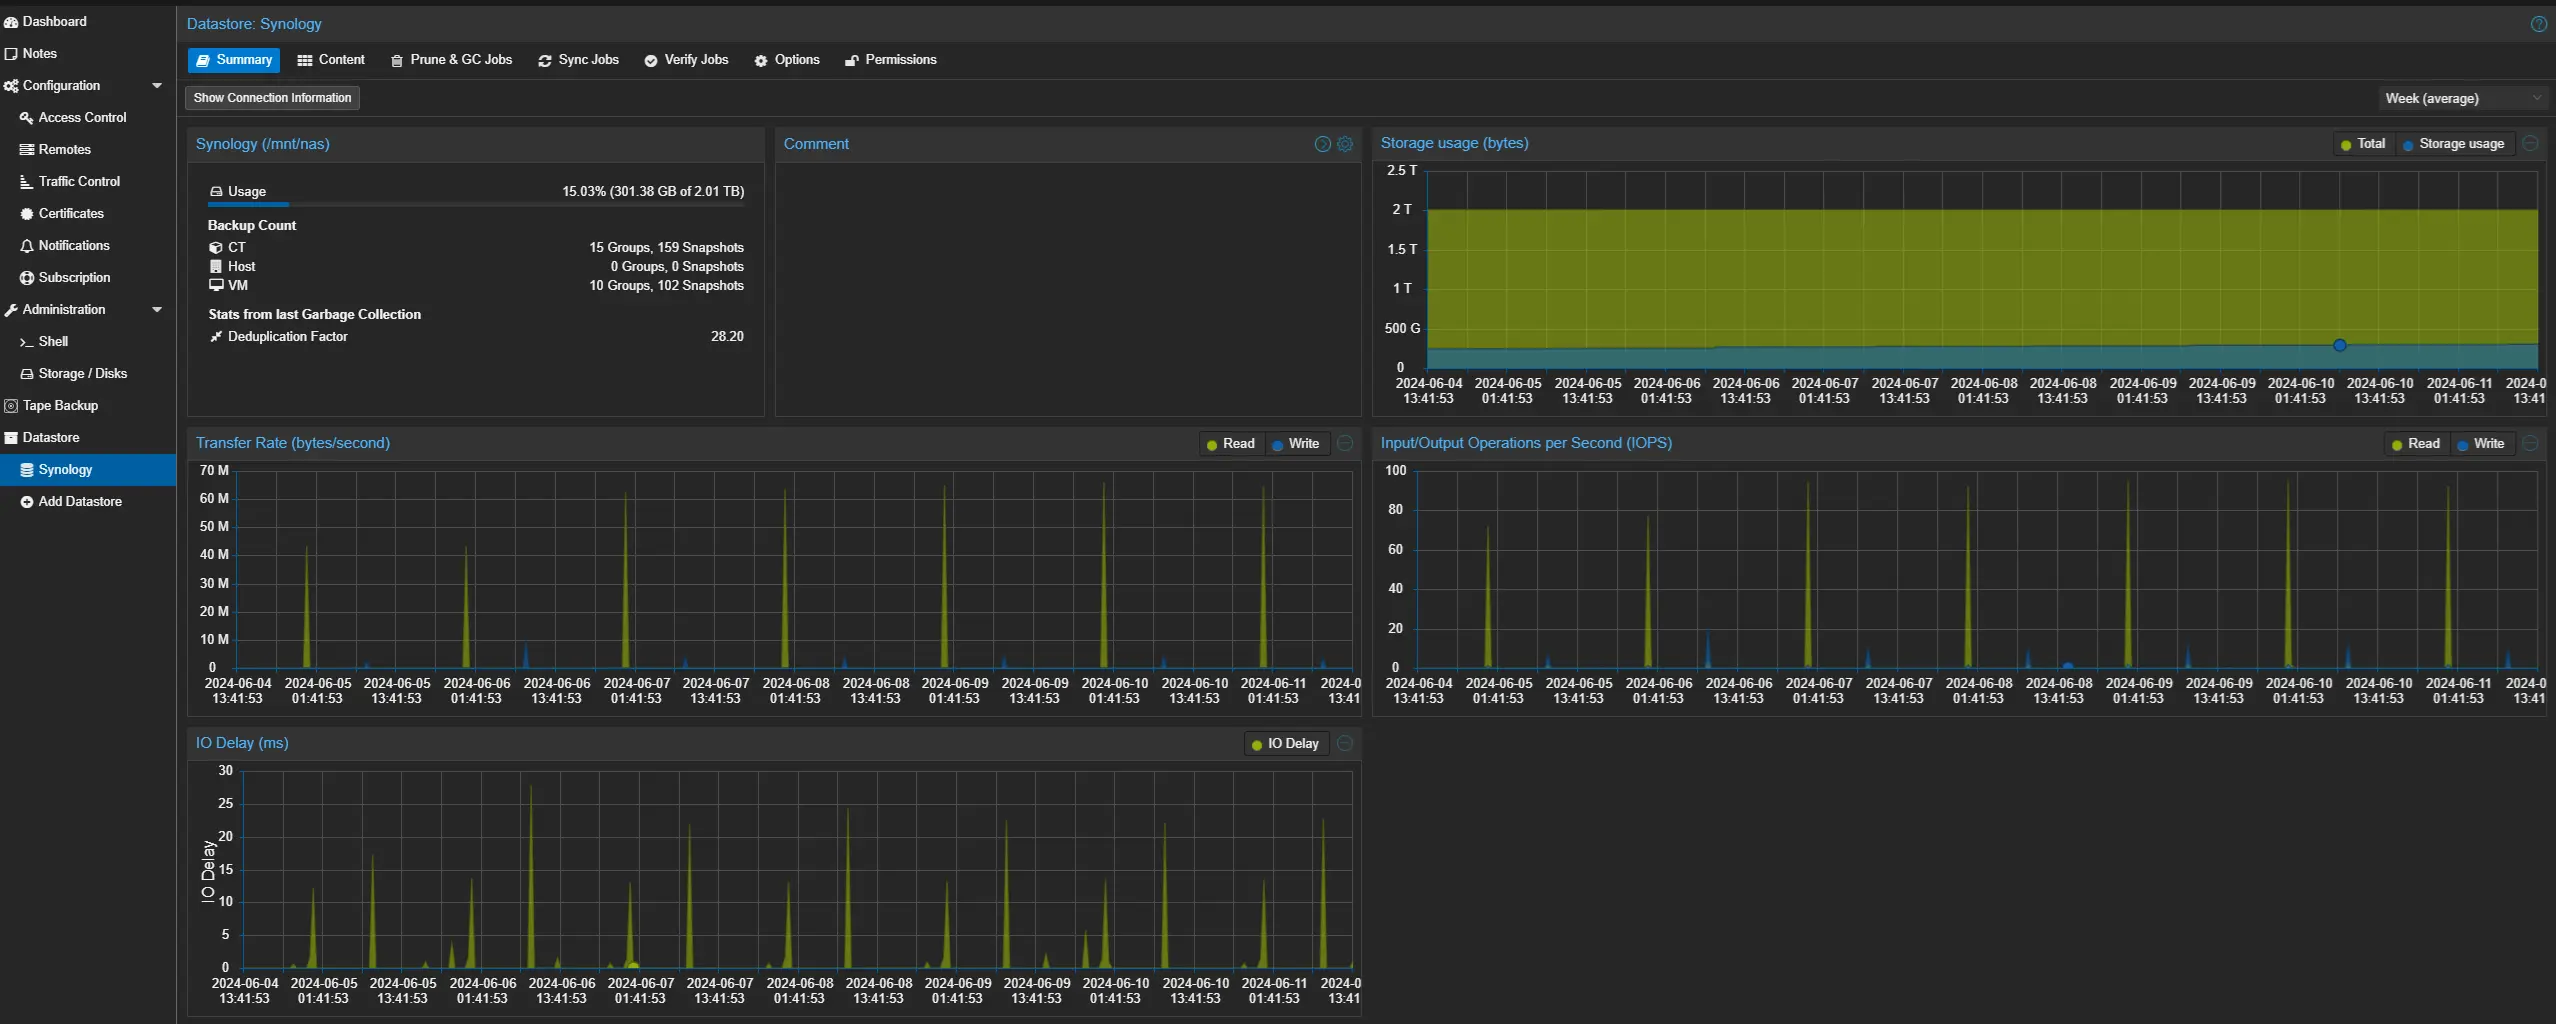 Dashboard
Notes
Configuration
Access Control
Remotes
Traffic Control
Certificates
Notifications
Subscription
Administration
Shell
Storage / Disks
Tape Backup
Datastore
Synology
Add Datastore
Datastore: Synology
Summary Content Prune & GC Jobs Sync Jobs Verify Jobs Options Permissions
Show Connection Information
Week (average)
Synology (/mnt/nas)
Usage 15.03% (301.38 GB of 2.01 TB)
Backup Count
CT 15 Groups, 159 Snapshots
Host 0 Groups, 0 Snapshots
VM 10 Groups, 102 Snapshots
Stats from last Garbage Collection
Deduplication Factor 28.20
Comment
Storage usage (bytes)
Total Storage usage
2.5 T
2 T
1.5 T
1 T
500 G
0
2024-06-04 2024-06-05 2024-06-05 2024-06-06 2024-06-06 2024-06-07 2024-06-07 2024-06-08 2024-06-08 2024-06-09 2024-06-09 2024-06-10 2024-06-10 2024-06-11 2024-0
13:41:53 01:41:53 13:41:53 01:41:53 13:41:53 01:41:53 13:41:53 01:41:53 13:41:53 01:41:53 13:41:53 01:41:53 13:41:53 01:41:53 13:41
Transfer Rate (bytes/second)
Read Write
70 M
60 M
50 M
40 M
30 M
20 M
10 M
0
2024-06-04 2024-06-05 2024-06-05 2024-06-06 2024-06-06 2024-06-07 2024-06-07 2024-06-08 2024-06-08 2024-06-09 2024-06-09 2024-06-10 2024-06-10 2024-06-11 2024-0
13:41:53 01:41:53 13:41:53 01:41:53 13:41:53 01:41:53 13:41:53 01:41:53 13:41:53 01:41:53 13:41:53 01:41:53 13:41:53 01:41:53 13:41
Input/Output Operations per Second (IOPS)
Read Write
100
80
60
40
20
0
2024-06-04 2024-06-05 2024-06-05 2024-06-06 2024-06-06 2024-06-07 2024-06-07 2024-06-08 2024-06-08 2024-06-09 2024-06-09 2024-06-10 2024-06-10 2024-06-11 2024-0
13:41:53 01:41:53 13:41:53 01:41:53 13:41:53 01:41:53 13:41:53 01:41:53 13:41:53 01:41:53 13:41:53 01:41:53 13:41:53 01:41:53 13:41
IO Delay (ms)
IO Delay
IO Delay
30
25
20
15
10
5
0
2024-06-04 2024-06-05 2024-06-05 2024-06-06 2024-06-06 2024-06-07 2024-06-07 2024-06-08 2024-06-08 2024-06-09 2024-06-09 2024-06-10 2024-06-10 2024-06-11 2024-0
13:41:53 01:41:53 13:41:53 01:41:53 13:41:53 01:41:53 13:41:53 01:41:53 13:41:53 01:41:53 13:41:53 01:41:53 13:41:53 01:41:53 13:41